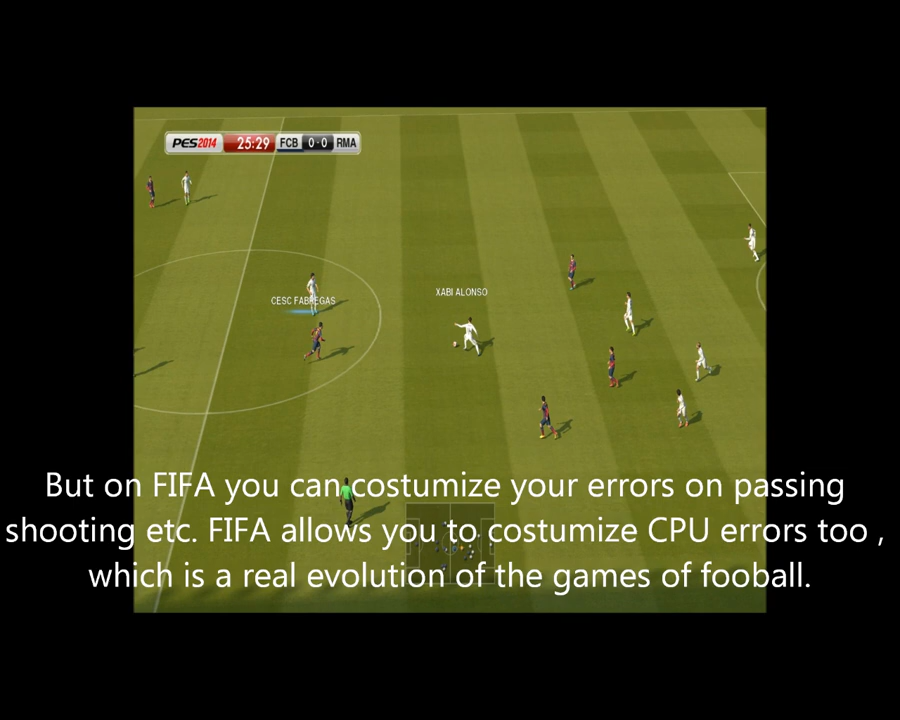 PES2014 25:29 FCB 0-0 RMA
XABI ALONSO
CESC FABREGAS
But on FIFA you can costumize your errors on passing
shooting etc. FIFA allows you to costumize CPU errors too ,
which is a real evolution of the games of fooball.